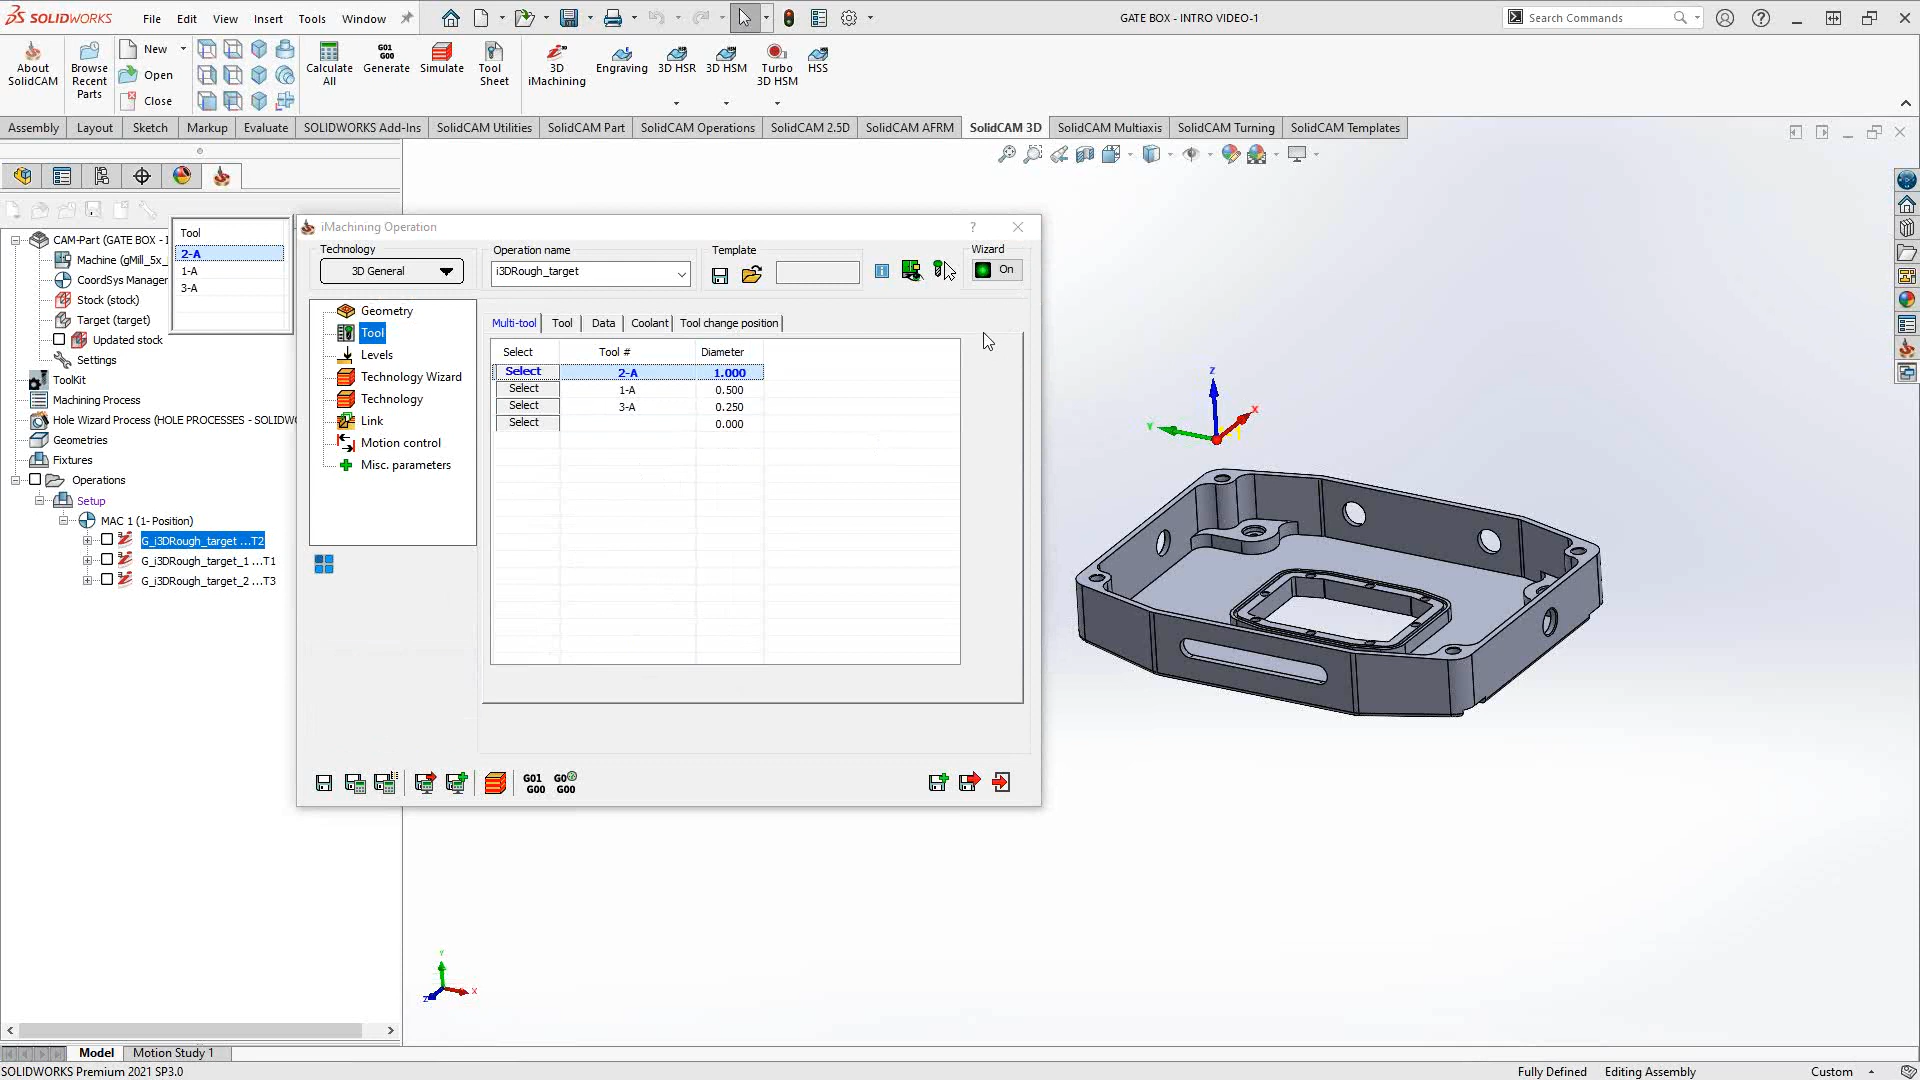 SOLIDWORKS File Edit View Insert Tools Window
GATE BOX - INTRO VIDEO-1
Search Commands
About SolidCAM
Browse Recent Parts
New
Open
Close
Calculate All
G01 G00 Generate
Simulate
Tool Sheet
3D iMachining
Engraving
3D HSR
3D HSM
Turbo 3D HSM
HSS
Assembly Layout Sketch Markup Evaluate SOLIDWORKS Add-Ins SolidCAM Utilities SolidCAM Part SolidCAM Operations SolidCAM 2.5D SolidCAM AFRM SolidCAM 3D SolidCAM Multiaxis SolidCAM Turning SolidCAM Templates
CAM-Part (GATE BOX - I
Machine (gMill_5x_
CoordSys Manager
Stock (stock)
Target (target)
Updated stock
Settings
ToolKit
Machining Process
Hole Wizard Process (HOLE PROCESSES - SOLIDW
Geometries
Fixtures
Operations
Setup
MAC 1 (1- Position)
G_i3DRough_target ...T2
G_i3DRough_target_1 ...T1
G_i3DRough_target_2 ...T3
Tool
2-A
1-A
3-A
iMachining Operation
?
Technology
3D General
Operation name
i3DRough_target
Template
Wizard
On
Geometry
Tool
Levels
Technology Wizard
Technology
Link
Motion control
Misc. parameters
Multi-tool Tool Data Coolant Tool change position
Select Tool # Diameter
Select 2-A 1.000
Select 1-A 0.500
Select 3-A 0.250
Select 0.000
G01 G00
G0 G00
Z
X
Y
Y
X
Z
Model Motion Study 1
SOLIDWORKS Premium 2021 SP3.0
Fully Defined Editing Assembly Custom